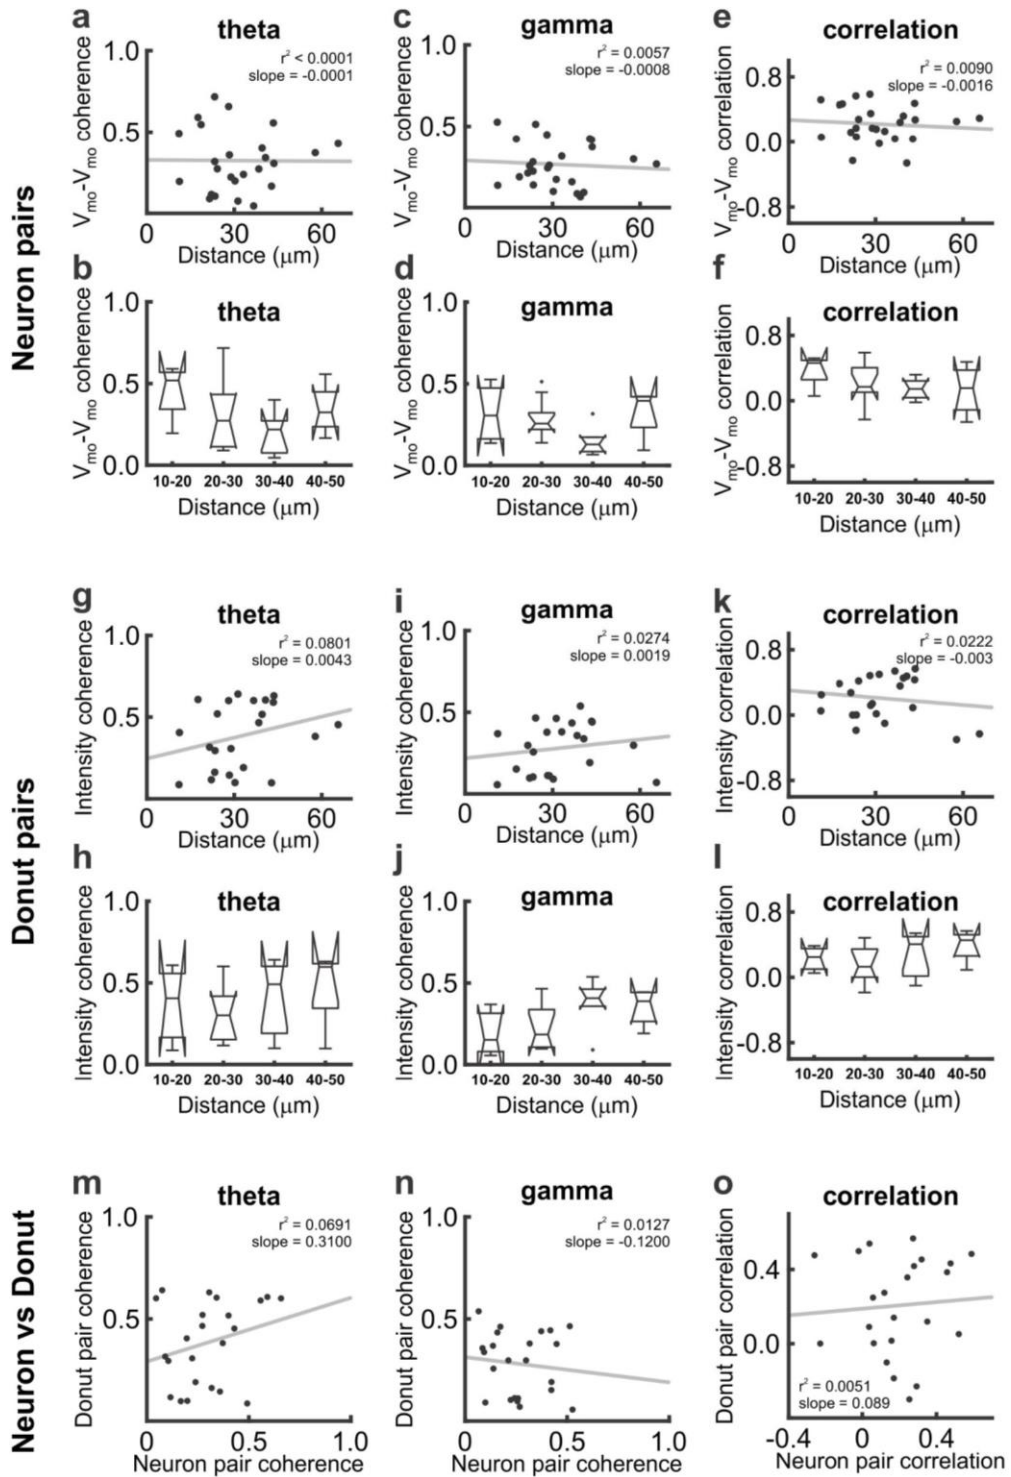 Neuron pairs
a
theta
r² < 0.0001
slope = -0.0001
Vmo-Vmo coherence
1.0
0.5
0
30
60
Distance (μm)
c
gamma
r² = 0.0057
slope = -0.0008
Vmo-Vmo coherence
1.0
0.5
0
30
60
Distance (μm)
e
correlation
r² = 0.0090
slope = -0.0016
Vmo-Vmo correlation
0.8
0.0
-0.8
0
30
60
Distance (μm)
b
theta
Vmo-Vmo coherence
1.0
0.5
0.0
10-20 20-30 30-40 40-50
Distance (μm)
d
gamma
Vmo-Vmo coherence
1.0
0.5
0.0
10-20 20-30 30-40 40-50
Distance (μm)
f
correlation
Vmo-Vmo correlation
0.8
0.0
-0.8
10-20 20-30 30-40 40-50
Distance (μm)
Donut pairs
g
theta
r² = 0.0801
slope = 0.0043
Intensity coherence
1.0
0.5
0
30
60
Distance (μm)
i
gamma
r² = 0.0274
slope = 0.0019
Intensity coherence
1.0
0.5
0
30
60
Distance (μm)
k
correlation
r² = 0.0222
slope = -0.003
Intensity correlation
0.8
0.0
-0.8
0
30
60
Distance (μm)
h
theta
Intensity coherence
1.0
0.5
0.0
10-20 20-30 30-40 40-50
Distance (μm)
j
gamma
Intensity coherence
1.0
0.5
0.0
10-20 20-30 30-40 40-50
Distance (μm)
l
correlation
Intensity correlation
0.8
0.0
-0.8
10-20 20-30 30-40 40-50
Distance (μm)
Neuron vs Donut
m
theta
r² = 0.0691
slope = 0.3100
Donut pair coherence
1.0
0.5
0
0.5
1.0
Neuron pair coherence
n
gamma
r² = 0.0127
slope = -0.1200
Donut pair coherence
1.0
0.5
0
0.5
1.0
Neuron pair coherence
o
correlation
Donut pair correlation
0.4
0.0
r² = 0.0051
slope = 0.089
-0.4
0
0.4
Neuron pair correlation